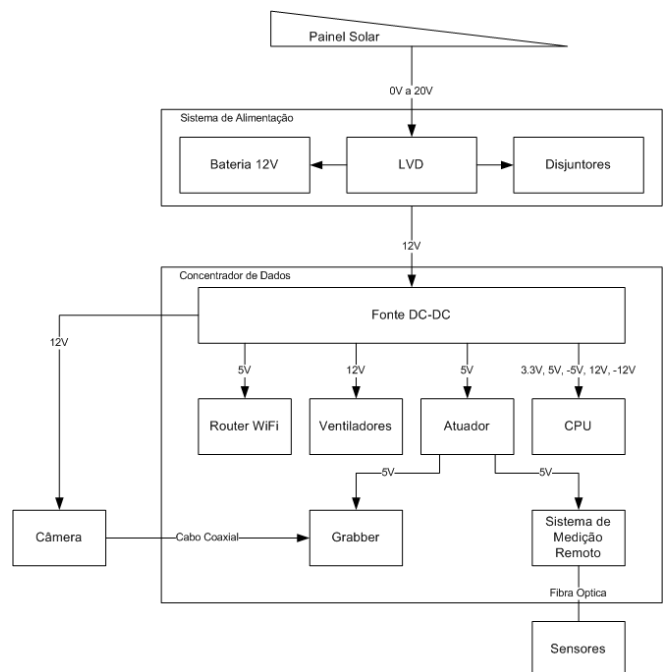 Painel Solar
0V a 20V
Sistema de Alimentação
Bateria 12V
LVD
Disjuntores
12V
Concentrador de Dados
Fonte DC-DC
12V
5V
12V
5V
3.3V, 5V, -5V, 12V, -12V
Router WiFi
Ventiladores
Atuador
CPU
5V
5V
Câmera
Cabo Coaxial
Grabber
Sistema de
Medição
Remoto
Fibra Optica
Sensores